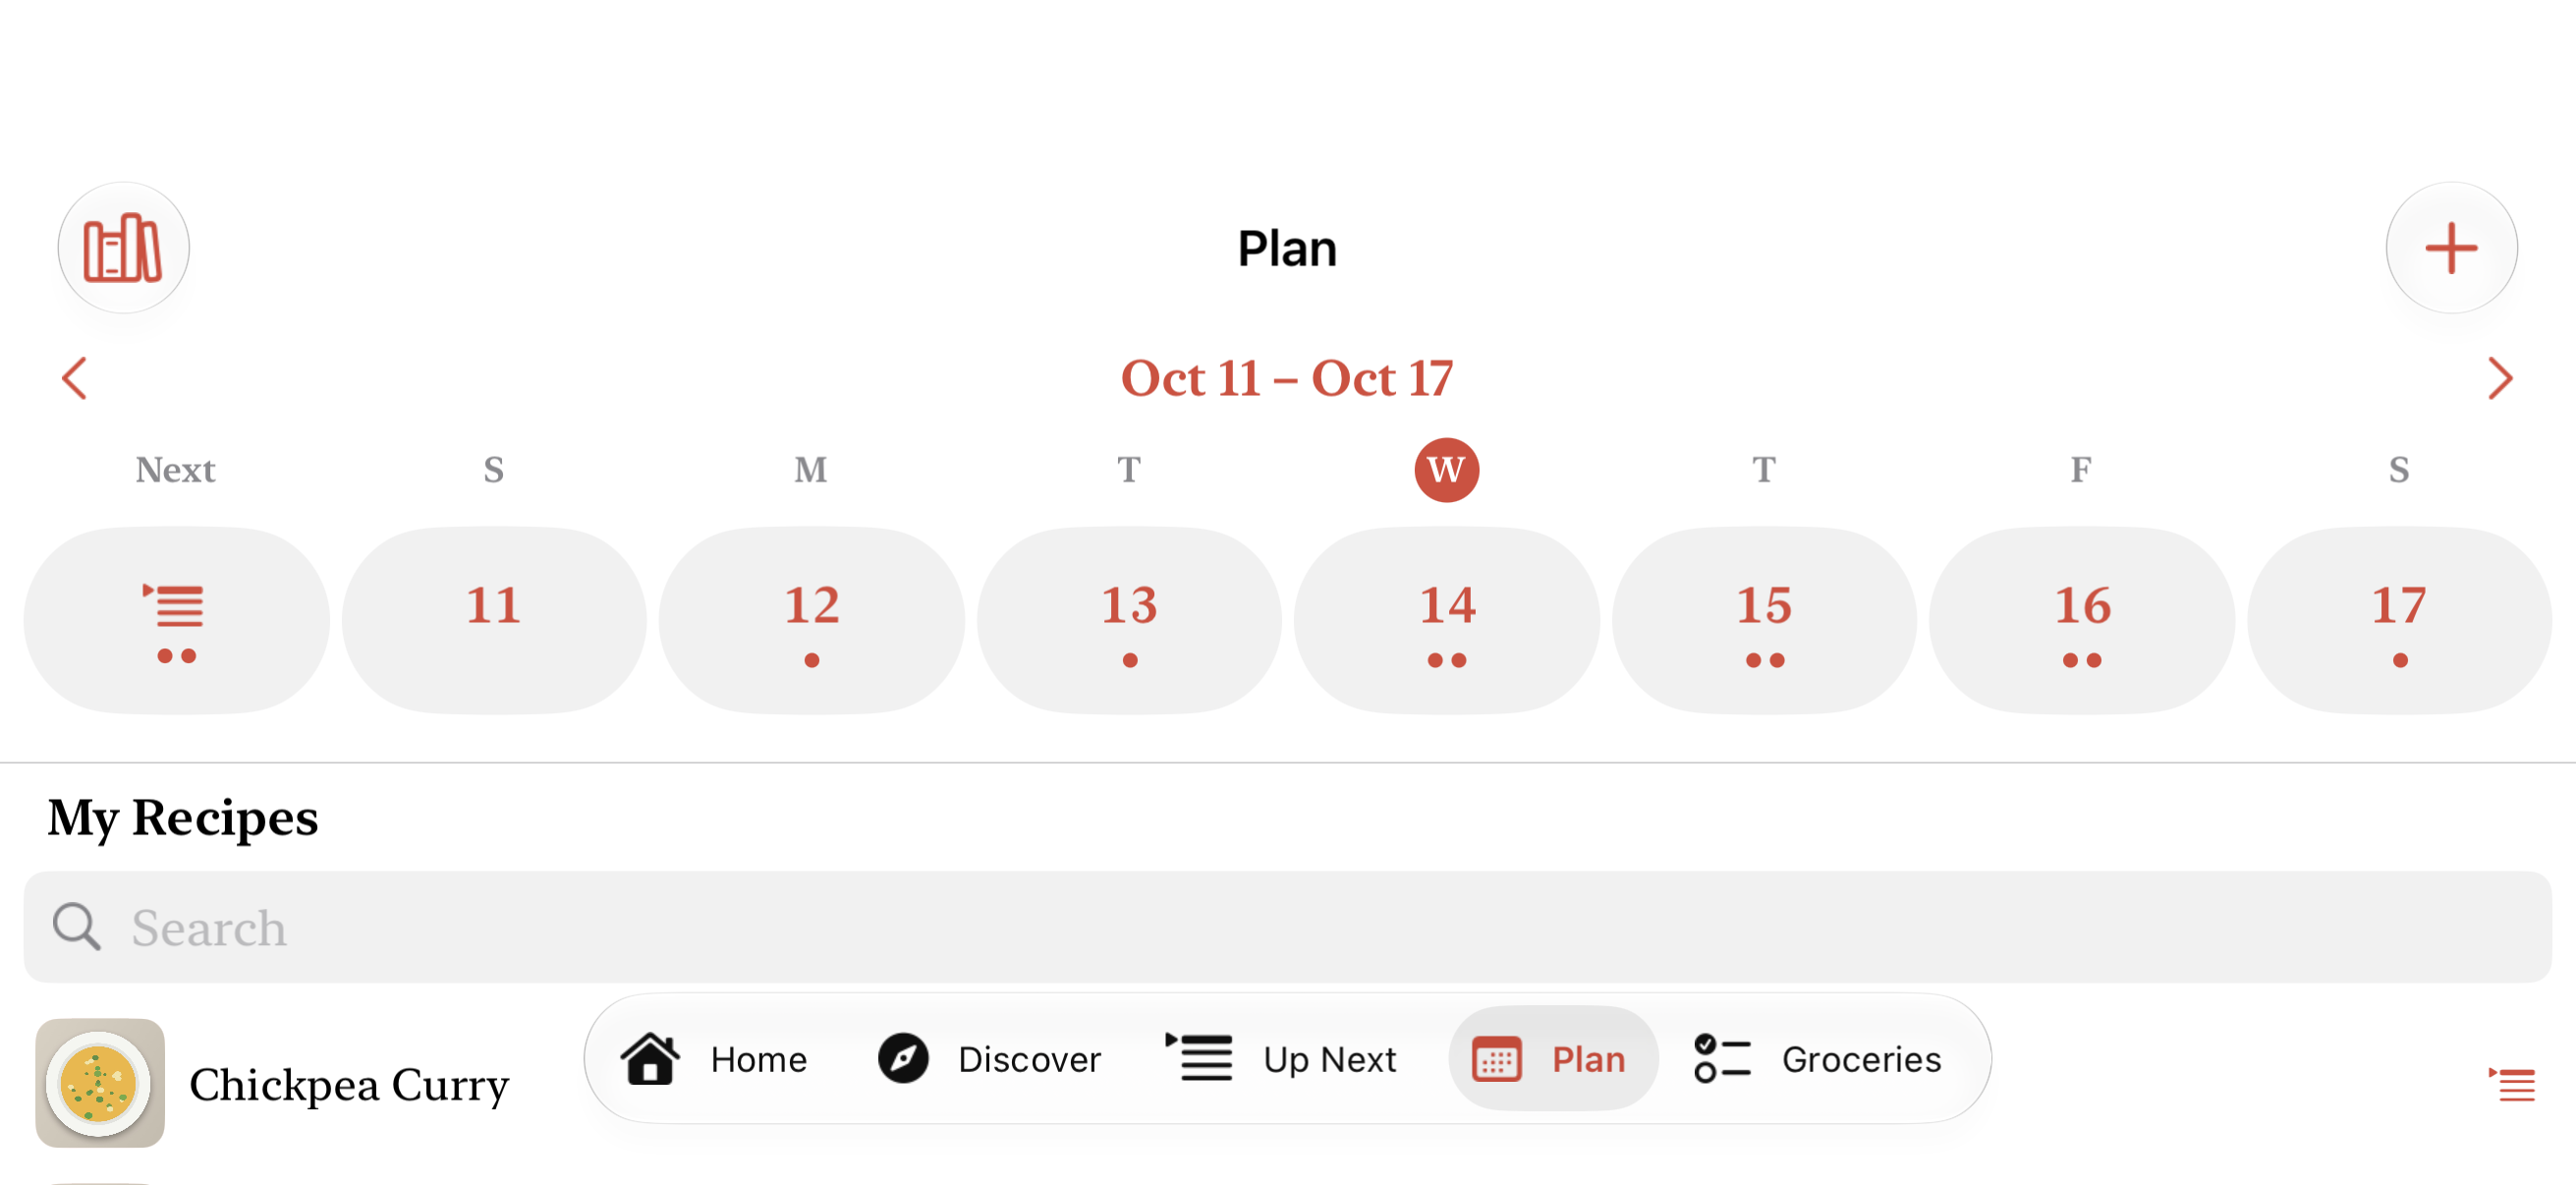 Plan
Oct 11 – Oct 17
Next S M T W T F S
11 12 13 14 15 16 17
My Recipes
Search
Chickpea Curry
Home Discover Up Next Plan Groceries